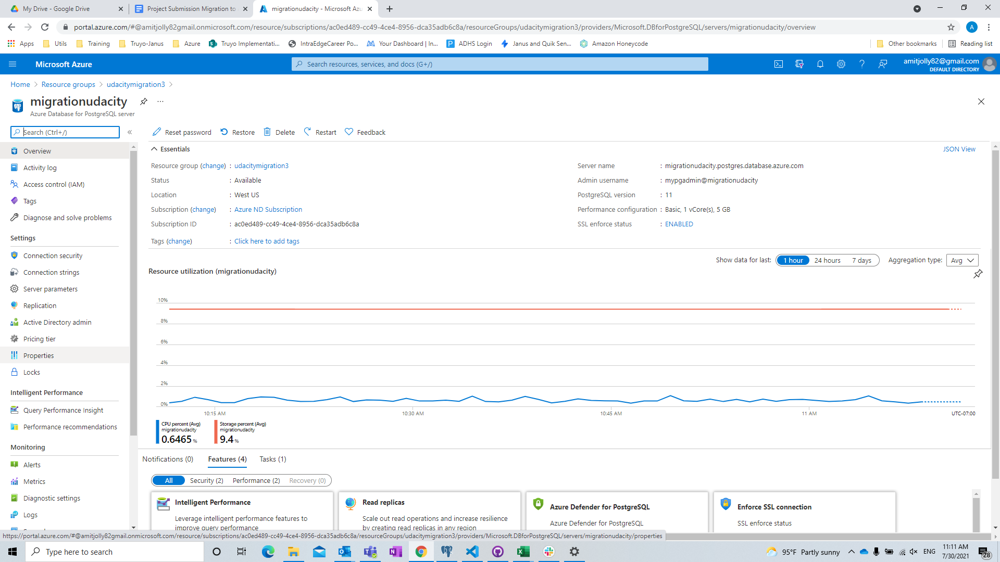 My Drive - Google Drive
Project Submission Migration to
migrationudacity - Microsoft Azu
portal.azure.com/#@amitjolly82gmail.onmicrosoft.com/resource/subscriptions/ac0ed489-cc49-4ce4-8956-dca35adb6c8a/resourceGroups/udacitymigration3/providers/Microsoft.DBforPostgreSQL/servers/migrationudacity/overview
A
Apps Utils Training Truyo-Janus Azure Truyo Implementati... IntraEdgeCareer Po... Your Dashboard | In... ADHS Login Janus and Quik Sen... Amazon Honeycode Other bookmarks Reading list
Microsoft Azure
Search resources, services, and docs (G+/)
amitjolly82@gmail.com
DEFAULT DIRECTORY
Home > Resource groups > udacitymigration3 >
migrationudacity
...
Azure Database for PostgreSQL server
Search (Ctrl+/)
«
Reset password Restore Delete Restart Feedback
Overview
Activity log
Access control (IAM)
Tags
Diagnose and solve problems
Settings
Connection security
Connection strings
Server parameters
Replication
Active Directory admin
Pricing tier
Properties
Locks
Intelligent Performance
Query Performance Insight
Performance recommendations
Monitoring
Alerts
Metrics
Diagnostic settings
Logs
Essentials
JSON View
Resource group (change) : udacitymigration3
Status : Available
Location : West US
Subscription (change) : Azure ND Subscription
Subscription ID : ac0ed489-cc49-4ce4-8956-dca35adb6c8a
Tags (change) : Click here to add tags
Server name : migrationudacity.postgres.database.azure.com
Admin username : mypgadmin@migrationudacity
PostgreSQL version : 11
Performance configuration : Basic, 1 vCore(s), 5 GB
SSL enforce status : ENABLED
Show data for last: 1 hour 24 hours 7 days Aggregation type: Avg
Resource utilization (migrationudacity)
10%
8%
6%
4%
2%
0%
10:15 AM 10:30 AM 10:45 AM 11 AM UTC-07:00
CPU percent (Avg)
migrationudacity
0.6465 %
Storage percent (Avg)
migrationudacity
9.4 %
Notifications (0) Features (4) Tasks (1)
All Security (2) Performance (2) Recovery (0)
Intelligent Performance
Leverage intelligent performance features to
improve query performance
Read replicas
Scale out read operations and increase resilience
by creating read replicas in any region
Azure Defender for PostgreSQL
Azure Defender for PostgreSQL
Enforce SSL connection
SSL enforce status
https://portal.azure.com/#@amitjolly82gmail.onmicrosoft.com/resource/subscriptions/ac0ed489-cc49-4ce4-8956-dca35adb6c8a/resourceGroups/udacitymigration3/providers/Microsoft.DBforPostgreSQL/servers/migrationudacity/properties
Type here to search
95°F Partly sunny
ENG
11:11 AM
7/30/2021
28